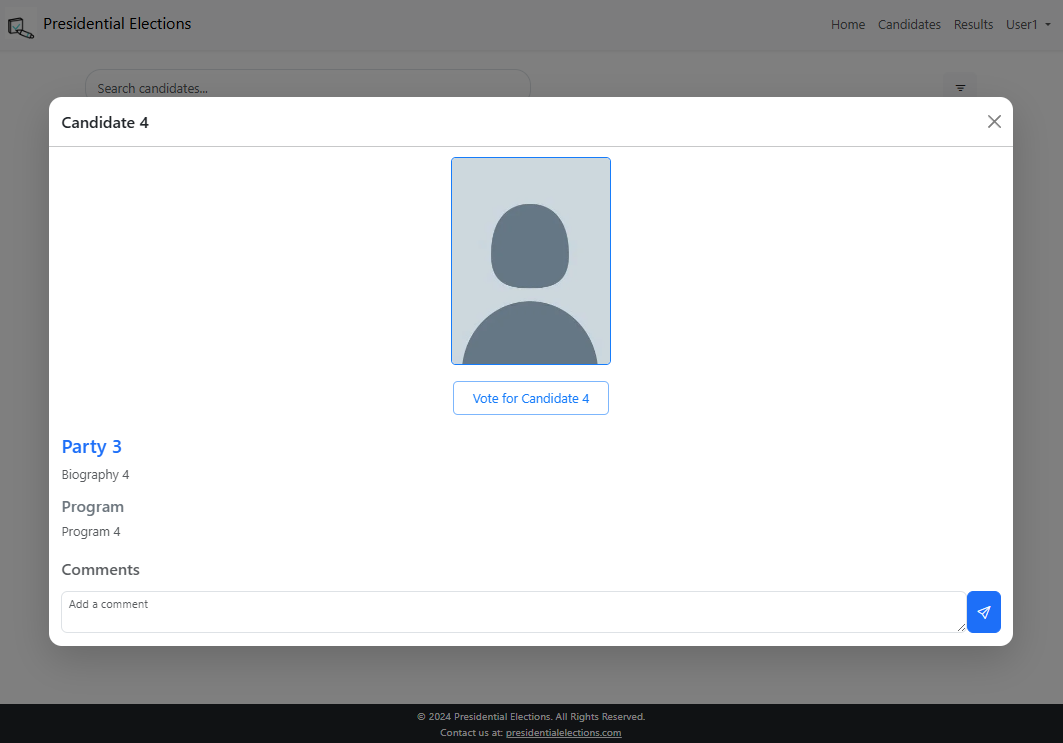 Presidential Elections
Home Candidates Results User1
Search candidates...
Candidate 4
Vote for Candidate 4
Party 3
Biography 4
Program
Program 4
Comments
Add a comment
© 2024 Presidential Elections. All Rights Reserved.
Contact us at: presidentialelections.com